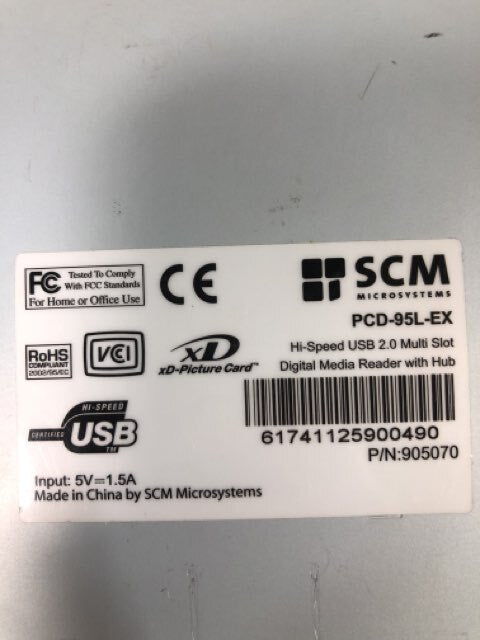 FC
Tested To Comply
With FCC Standards
For Home or Office Use
CE
SCM
MICROSYSTEMS
PCD-95L-EX
Hi-Speed USB 2.0 Multi Slot
Digital Media Reader with Hub
RoHS
COMPLIANT
2002/95/EC
VCI
xD
xD-Picture Card™
HI-SPEED
CERTIFIED
USB
TM
61741125900490
P/N:905070
Input: 5V⎓1.5A
Made in China by SCM Microsystems